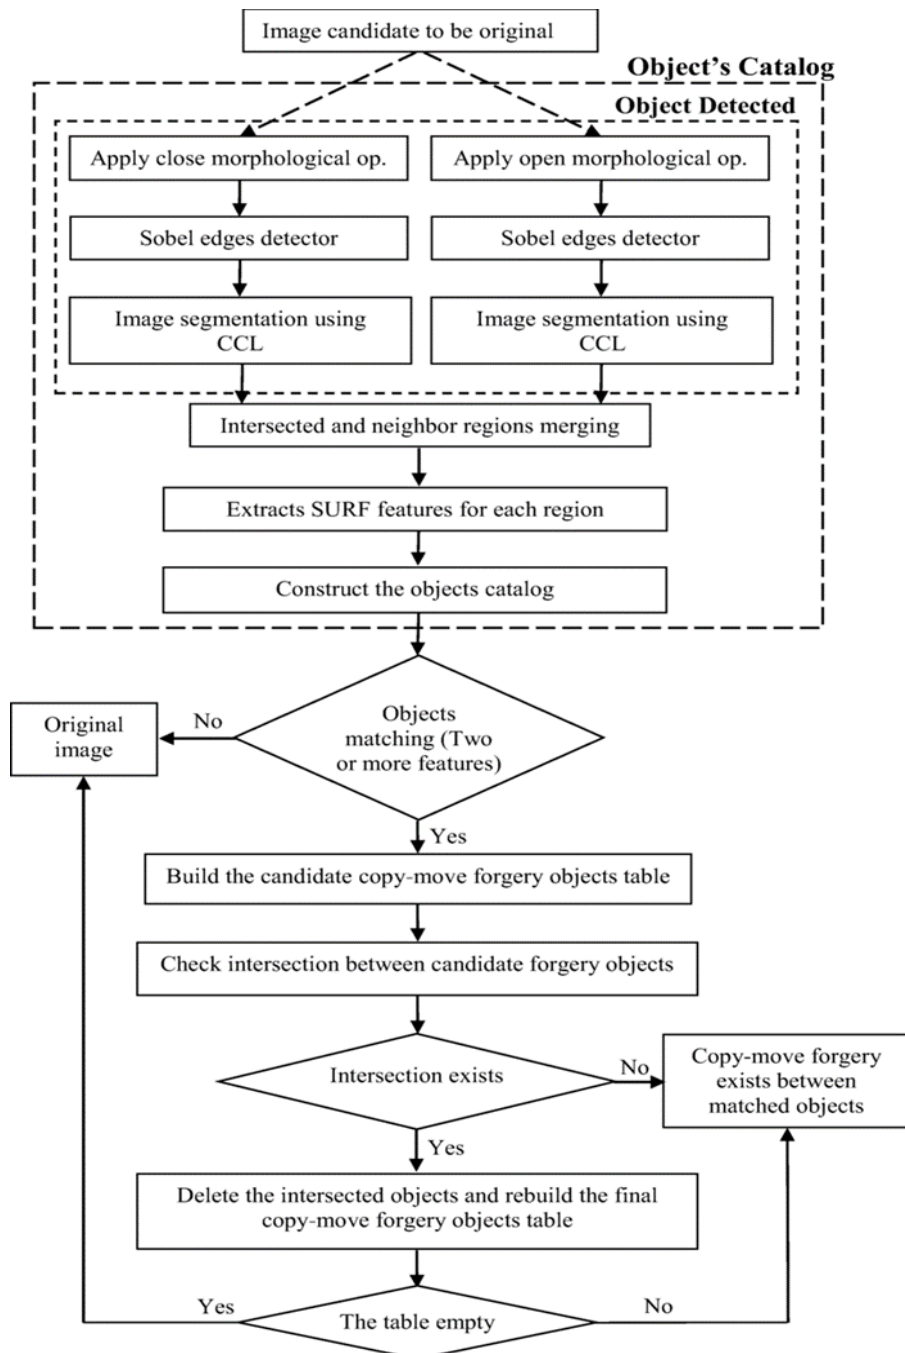 Image candidate to be original
Object's Catalog
Object Detected
Apply close morphological op.
Apply open morphological op.
Sobel edges detector
Sobel edges detector
Image segmentation using
CCL
Image segmentation using
CCL
Intersected and neighbor regions merging
Extracts SURF features for each region
Construct the objects catalog
Objects
matching (Two
or more features)
No
Original
image
Yes
Build the candidate copy-move forgery objects table
Check intersection between candidate forgery objects
Intersection exists
No
Copy-move forgery
exists between
matched objects
Yes
Delete the intersected objects and rebuild the final
copy-move forgery objects table
Yes
The table empty
No